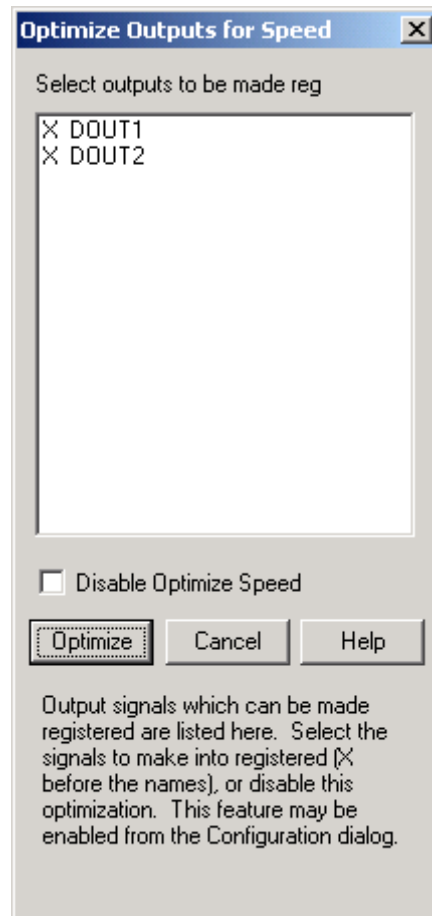 Optimize Outputs for Speed
Select outputs to be made reg
X DOUT1
X DOUT2
Disable Optimize Speed
Optimize Cancel Help
Output signals which can be made
registered are listed here. Select the
signals to make into registered (X
before the names), or disable this
optimization. This feature may be
enabled from the Configuration dialog.